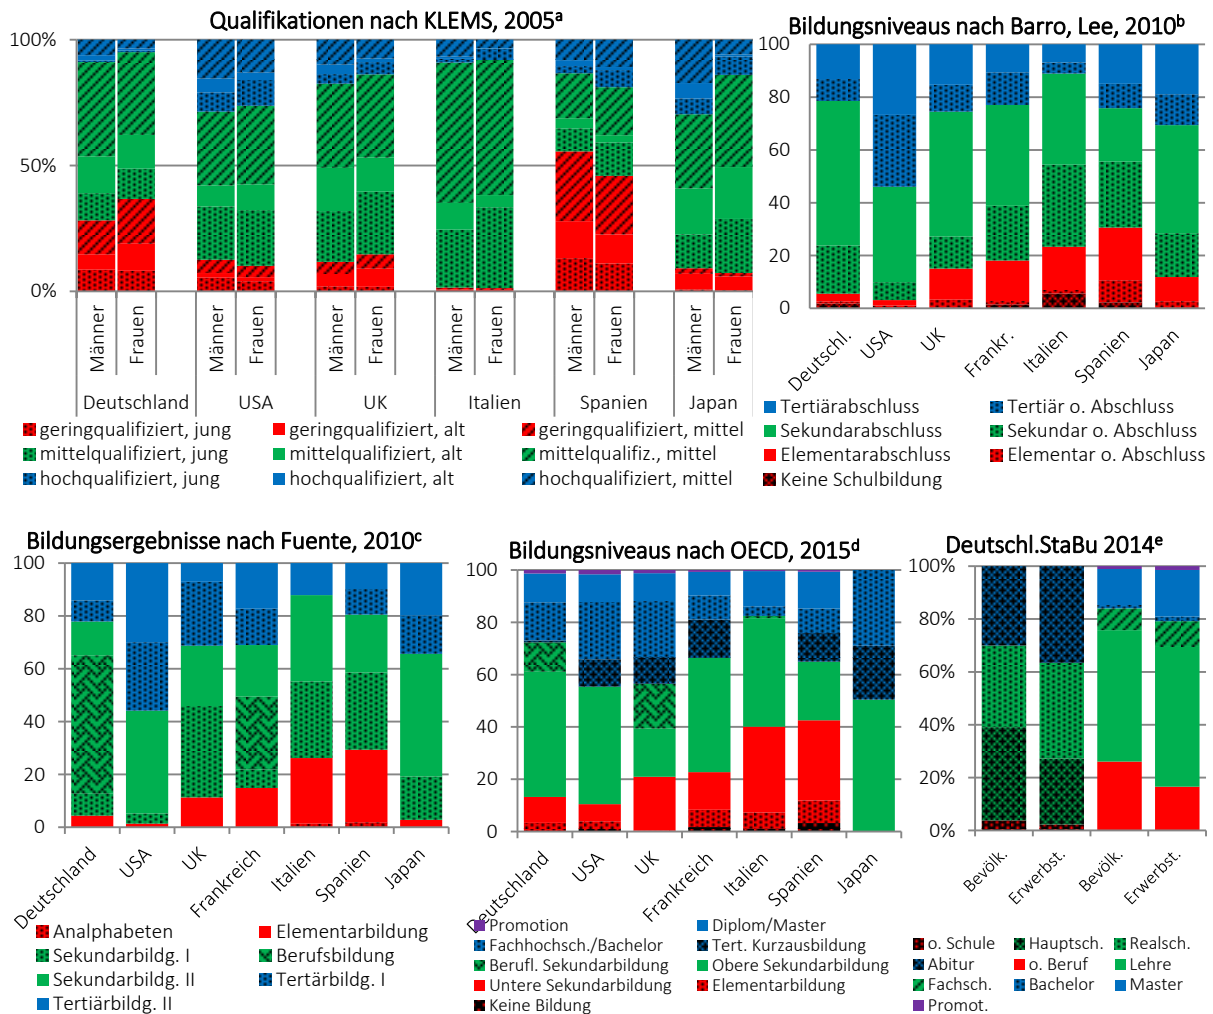 Qualifikationen nach KLEMS, 2005ª
100%
50%
0%
Männer
Frauen
Männer
Frauen
Männer
Frauen
Männer
Frauen
Männer
Frauen
Männer
Frauen
Deutschland USA UK Italien Spanien Japan
geringqualifiziert, jung geringqualifiziert, alt geringqualifiziert, mittel
mittelqualifiziert, jung mittelqualifiziert, alt mittelqualifiz., mittel
hochqualifiziert, jung hochqualifiziert, alt hochqualifiziert, mittel
Bildungsniveaus nach Barro, Lee, 2010ᵇ
100
80
60
40
20
0
Deutschl.
USA
UK
Frankr.
Italien
Spanien
Japan
Tertiärabschluss Tertiär o. Abschluss
Sekundarabschluss Sekundar o. Abschluss
Elementarabschluss Elementar o. Abschluss
Keine Schulbildung
Bildungsergebnisse nach Fuente, 2010ᶜ
100
80
60
40
20
0
Deutschland
USA
UK
Frankreich
Italien
Spanien
Japan
Analphabeten Elementarbildung
Sekundarbildg. I Berufsbildung
Sekundarbildg. II Tertärbildg. I
Tertiärbildg. II
Bildungsniveaus nach OECD, 2015ᵈ
100
80
60
40
20
0
Deutschland
USA
UK
Frankreich
Italien
Spanien
Japan
Promotion Diplom/Master
Fachhochsch./Bachelor Tert. Kurzausbildung
Berufl. Sekundarbildung Obere Sekundarbildung
Untere Sekundarbildung Elementarbildung
Keine Bildung
Deutschl.StaBu 2014ᵉ
100%
80%
60%
40%
20%
0%
Bevölk.
Erwerbst.
Bevölk.
Erwerbst.
o. Schule Hauptsch. Realsch.
Abitur o. Beruf Lehre
Fachsch. Bachelor Master
Promot.